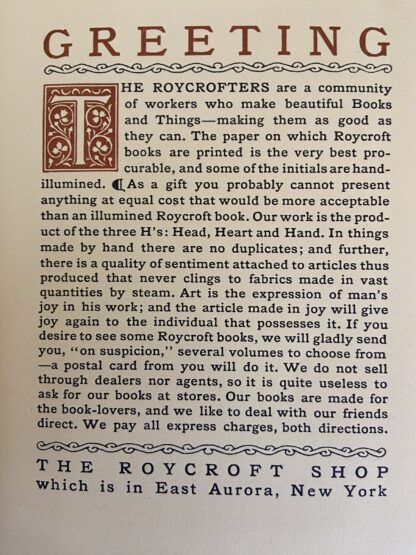 GREETING
THE ROYCROFTERS are a community
of workers who make beautiful Books
and Things—making them as good as
they can. The paper on which Roycroft
books are printed is the very best pro-
curable, and some of the initials are hand-
illumined. ¶ As a gift you probably cannot present
anything at equal cost that would be more acceptable
than an illumined Roycroft book. Our work is the prod-
uct of the three H's: Head, Heart and Hand. In things
made by hand there are no duplicates; and further,
there is a quality of sentiment attached to articles thus
produced that never clings to fabrics made in vast
quantities by steam. Art is the expression of man's
joy in his work; and the article made in joy will give
joy again to the individual that possesses it. If you
desire to see some Roycroft books, we will gladly send
you, "on suspicion," several volumes to choose from
—a postal card from you will do it. We do not sell
through dealers nor agents, so it is quite useless to
ask for our books at stores. Our books are made for
the book-lovers, and we like to deal with our friends
direct. We pay all express charges, both directions.
THE ROYCROFT SHOP
which is in East Aurora, New York